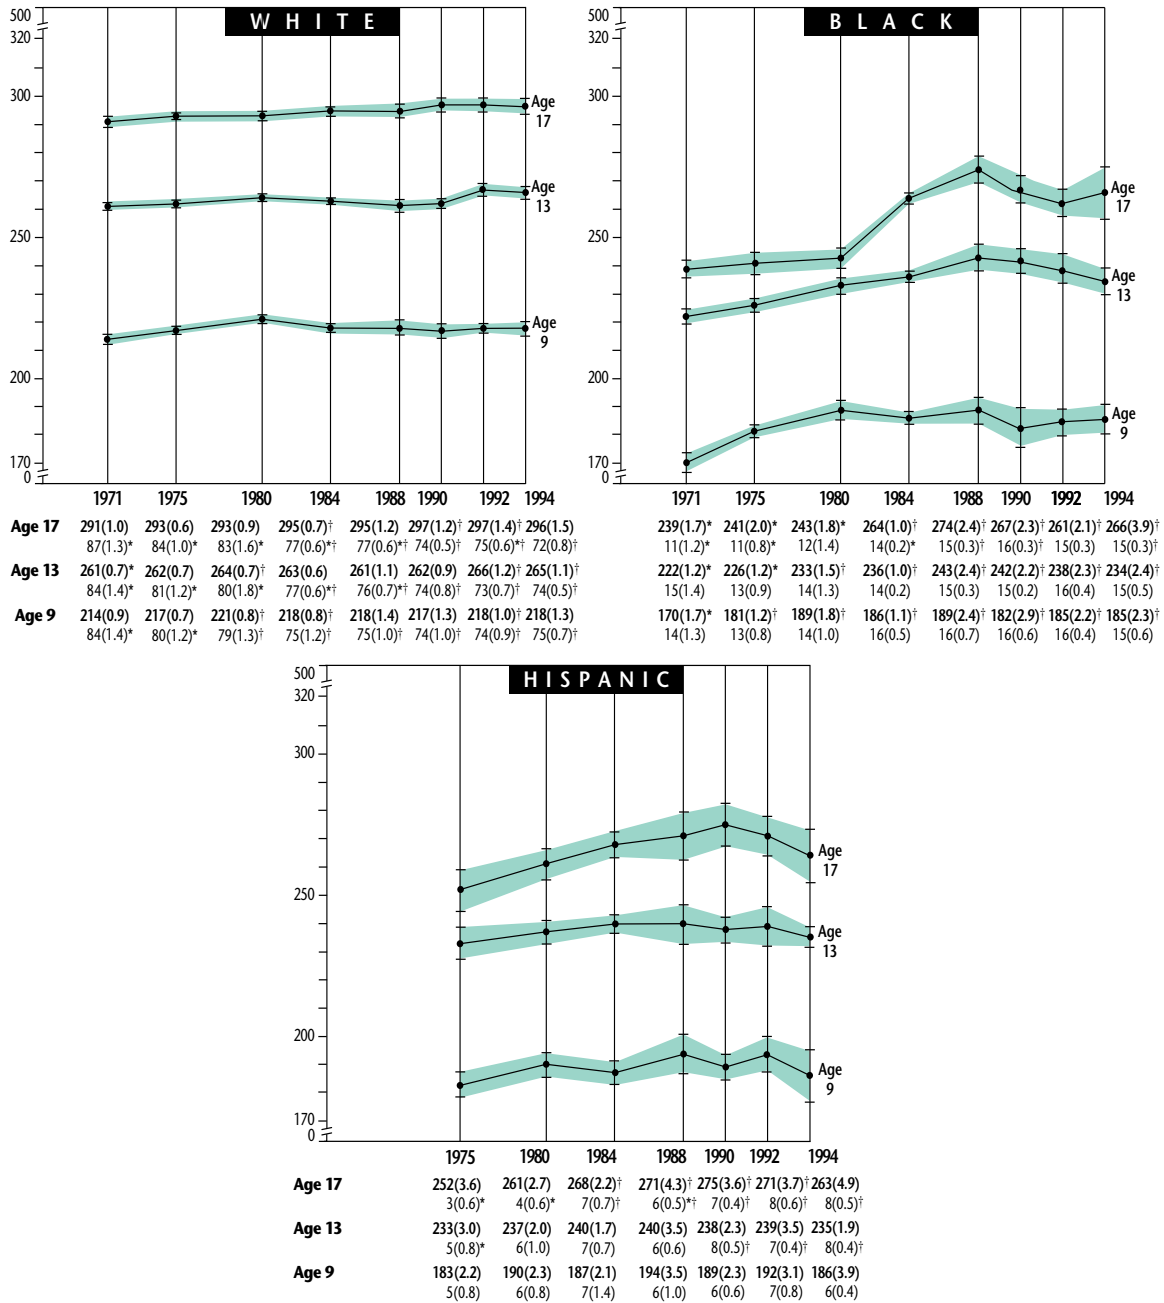 WHITE
500
320
300
250
200
170
0
Age
17
Age
13
Age
9
1971 1975 1980 1984 1988 1990 1992 1994
Age 17 291(1.0) 293(0.6) 293(0.9) 295(0.7)† 295(1.2) 297(1.2)† 297(1.4)† 296(1.5)
87(1.3)* 84(1.0)* 83(1.6)* 77(0.6)*† 77(0.6)*† 74(0.5)† 75(0.6)*† 72(0.8)†
Age 13 261(0.7)* 262(0.7) 264(0.7)† 263(0.6) 261(1.1) 262(0.9) 266(1.2)† 265(1.1)†
84(1.4)* 81(1.2)* 80(1.8)* 77(0.6)*† 76(0.7)*† 74(0.8)† 73(0.7)† 74(0.5)†
Age 9 214(0.9) 217(0.7) 221(0.8)† 218(0.8)† 218(1.4) 217(1.3) 218(1.0)† 218(1.3)
84(1.4)* 80(1.2)* 79(1.3)† 75(1.2)† 75(1.0)† 74(1.0)† 74(0.9)† 75(0.7)†
BLACK
500
320
300
250
200
170
0
Age
17
Age
13
Age
9
1971 1975 1980 1984 1988 1990 1992 1994
239(1.7)* 241(2.0)* 243(1.8)* 264(1.0)† 274(2.4)† 267(2.3)† 261(2.1)† 266(3.9)†
11(1.2)* 11(0.8)* 12(1.4) 14(0.2)* 15(0.3)† 16(0.3)† 15(0.3) 15(0.3)†
222(1.2)* 226(1.2)* 233(1.5)† 236(1.0)† 243(2.4)† 242(2.2)† 238(2.3)† 234(2.4)†
15(1.4) 13(0.9) 14(1.3) 14(0.2) 15(0.3) 15(0.2) 16(0.4) 15(0.5)
170(1.7)* 181(1.2)† 189(1.8)† 186(1.1)† 189(2.4)† 182(2.9)† 185(2.2)† 185(2.3)†
14(1.3) 13(0.8) 14(1.0) 16(0.5) 16(0.7) 16(0.6) 16(0.4) 15(0.6)
HISPANIC
500
320
300
250
200
170
0
Age
17
Age
13
Age
9
1975 1980 1984 1988 1990 1992 1994
Age 17 252(3.6) 261(2.7) 268(2.2)† 271(4.3)† 275(3.6)† 271(3.7)† 263(4.9)
3(0.6)* 4(0.6)* 7(0.7)† 6(0.5)*† 7(0.4)† 8(0.6)† 8(0.5)†
Age 13 233(3.0) 237(2.0) 240(1.7) 240(3.5) 238(2.3) 239(3.5) 235(1.9)
5(0.8)* 6(1.0) 7(0.7) 6(0.6) 8(0.5)† 7(0.4)† 8(0.4)†
Age 9 183(2.2) 190(2.3) 187(2.1) 194(3.5) 189(2.3) 192(3.1) 186(3.9)
5(0.8) 6(0.8) 7(1.4) 6(1.0) 6(0.6) 7(0.8) 6(0.4)